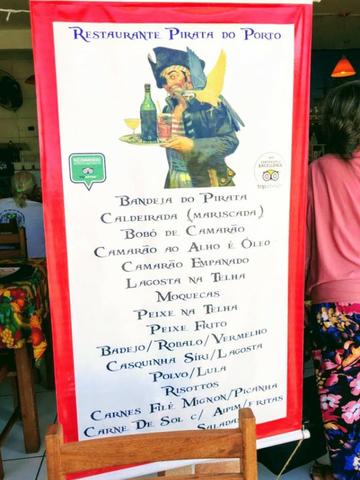 Restaurante Pirata do Porto
Bandeja do Pirata
Caldeirada (mariscada)
Bobó de Camarão
Camarão ao Alho é Óleo
Camarão Empanado
Lagosta na Telha
Moquecas
Peixe na Telha
Peixe Frito
Badejo/Robalo/Vermelho
Casquinha Siri/Lagosta
Polvo/Lula
Risottos
Carnes Filé Mignon/Picanha
Carne De Sol c/ Aipim/fritas
Salada